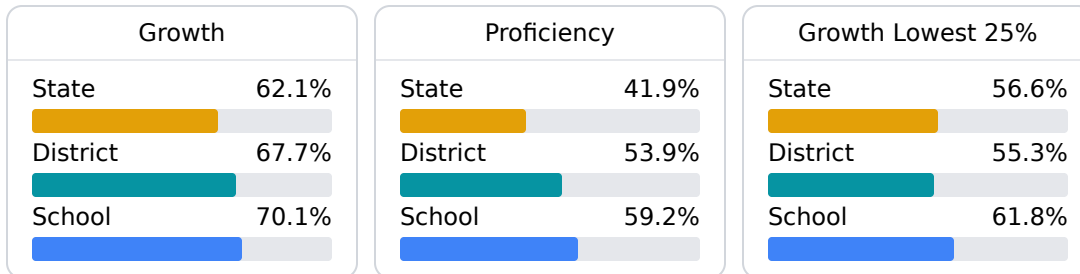 Growth
State 62.1%
District 67.7%
School 70.1%
Proficiency
State 41.9%
District 53.9%
School 59.2%
Growth Lowest 25%
State 56.6%
District 55.3%
School 61.8%